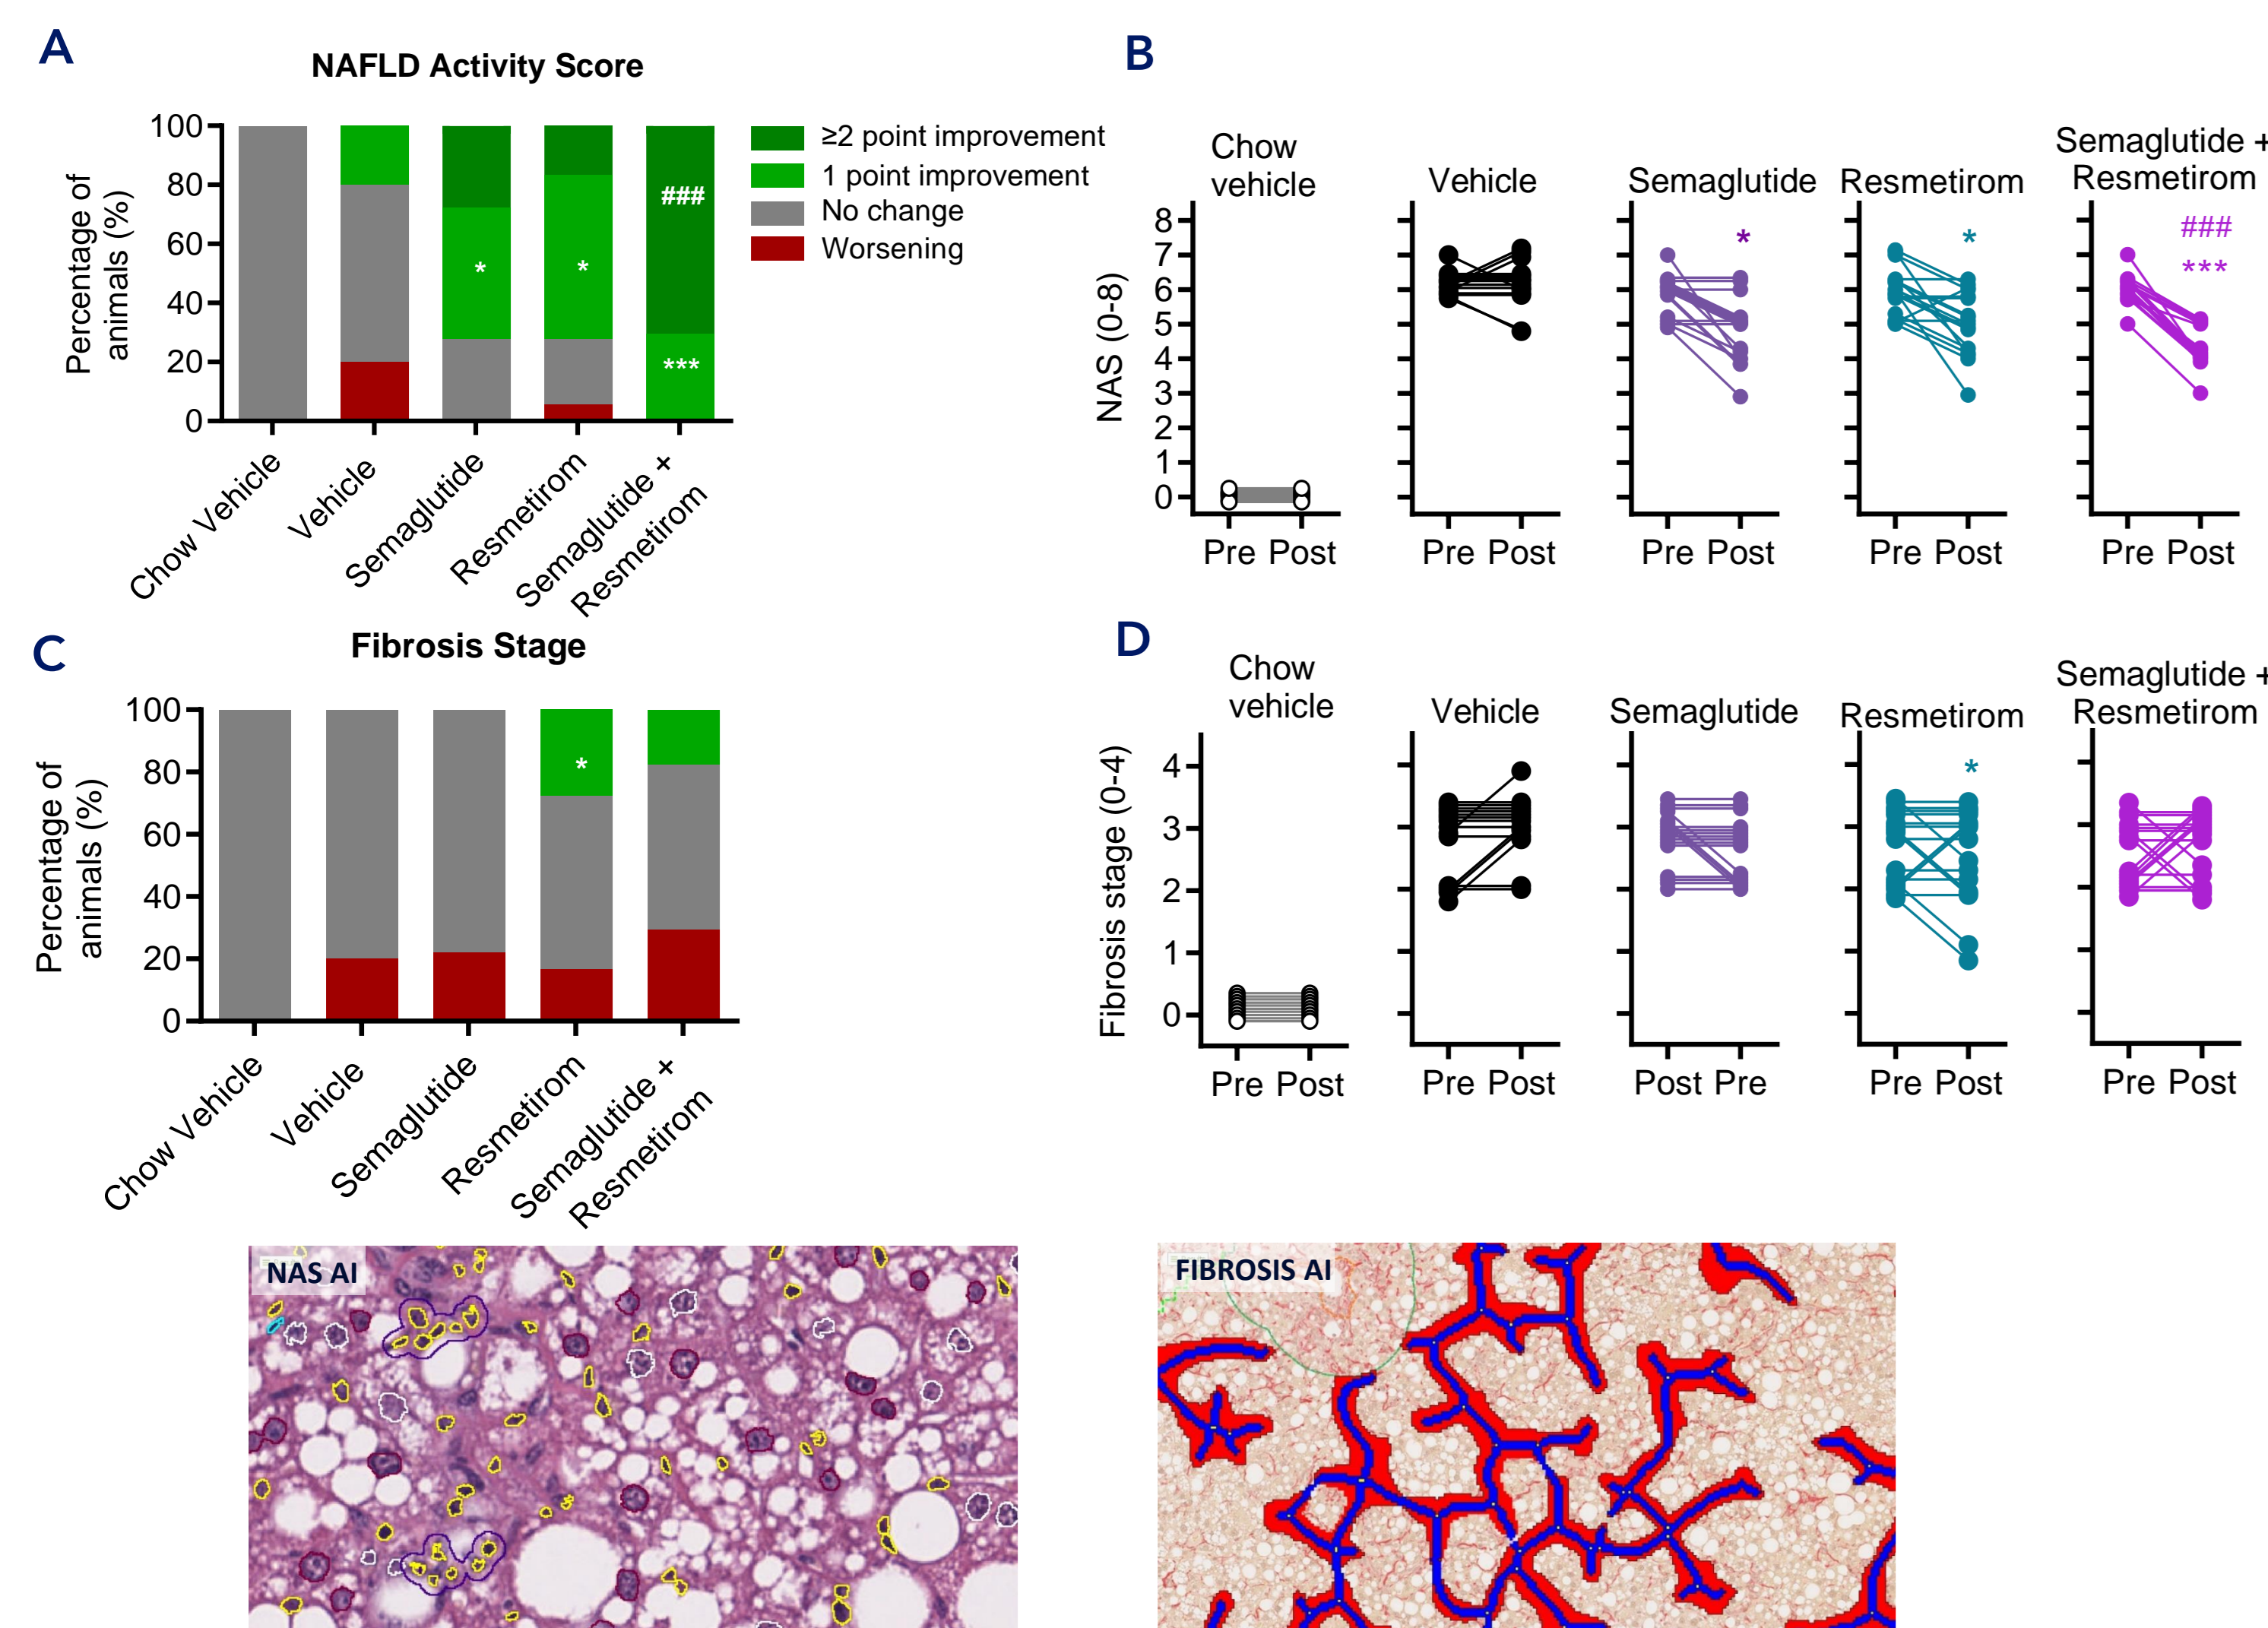 A
NAFLD Activity Score
Percentage of
animals (%)
100
80
60
40
20
0
*
*
###
***
Chow Vehicle
Vehicle
Semaglutide
Resmetirom
Semaglutide +
Resmetirom
≥2 point improvement
1 point improvement
No change
Worsening
B
NAS (0-8)
8
7
6
5
4
3
2
1
0
Chow
vehicle
Pre Post
Vehicle
Pre Post
Semaglutide
*
Pre Post
Resmetirom
*
Pre Post
Semaglutide +
Resmetirom
###
***
Pre Post
C
Fibrosis Stage
Percentage of
animals (%)
100
80
60
40
20
0
*
Chow Vehicle
Vehicle
Semaglutide
Resmetirom
Semaglutide +
Resmetirom
D
Fibrosis stage (0-4)
4
3
2
1
0
Chow
vehicle
Pre Post
Vehicle
Pre Post
Semaglutide
Post Pre
Resmetirom
*
Pre Post
Semaglutide +
Resmetirom
Pre Post
NAS AI
FIBROSIS AI